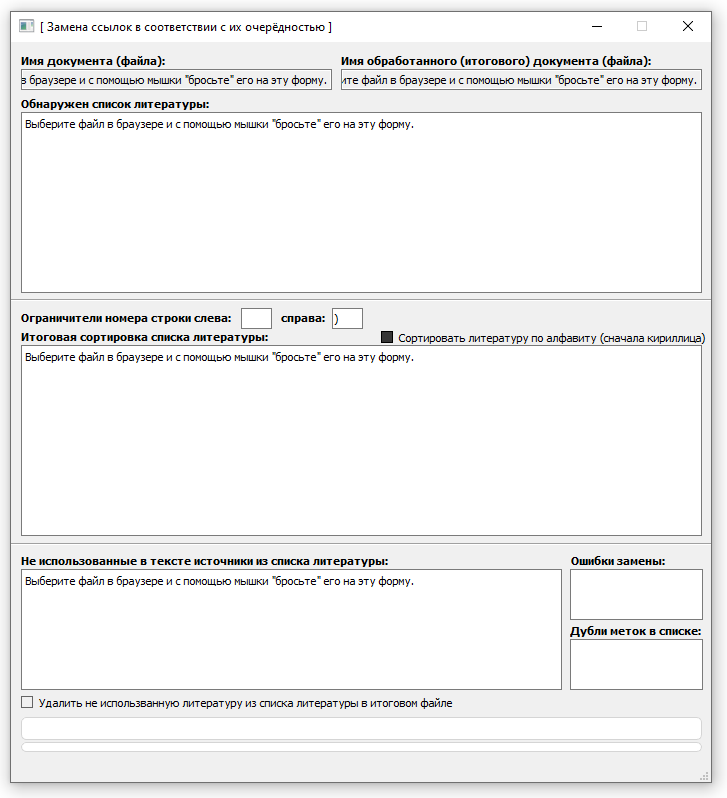 [ Замена ссылок в соответствии с их очерёдностью ]
Имя документа (файла): Имя обработанного (итогового) документа (файла):
в браузере и с помощью мышки "бросьте" его на эту форму. ите файл в браузере и с помощью мышки "бросьте" его на эту форму.
Обнаружен список литературы:
Выберите файл в браузере и с помощью мышки "бросьте" его на эту форму.
Ограничители номера строки слева: справа: )
Итоговая сортировка списка литературы: Сортировать литературу по алфавиту (сначала кириллица)
Выберите файл в браузере и с помощью мышки "бросьте" его на эту форму.
Не использованные в тексте источники из списка литературы: Ошибки замены:
Выберите файл в браузере и с помощью мышки "бросьте" его на эту форму.
Дубли меток в списке:
Удалить не использванную литературу из списка литературы в итоговом файле